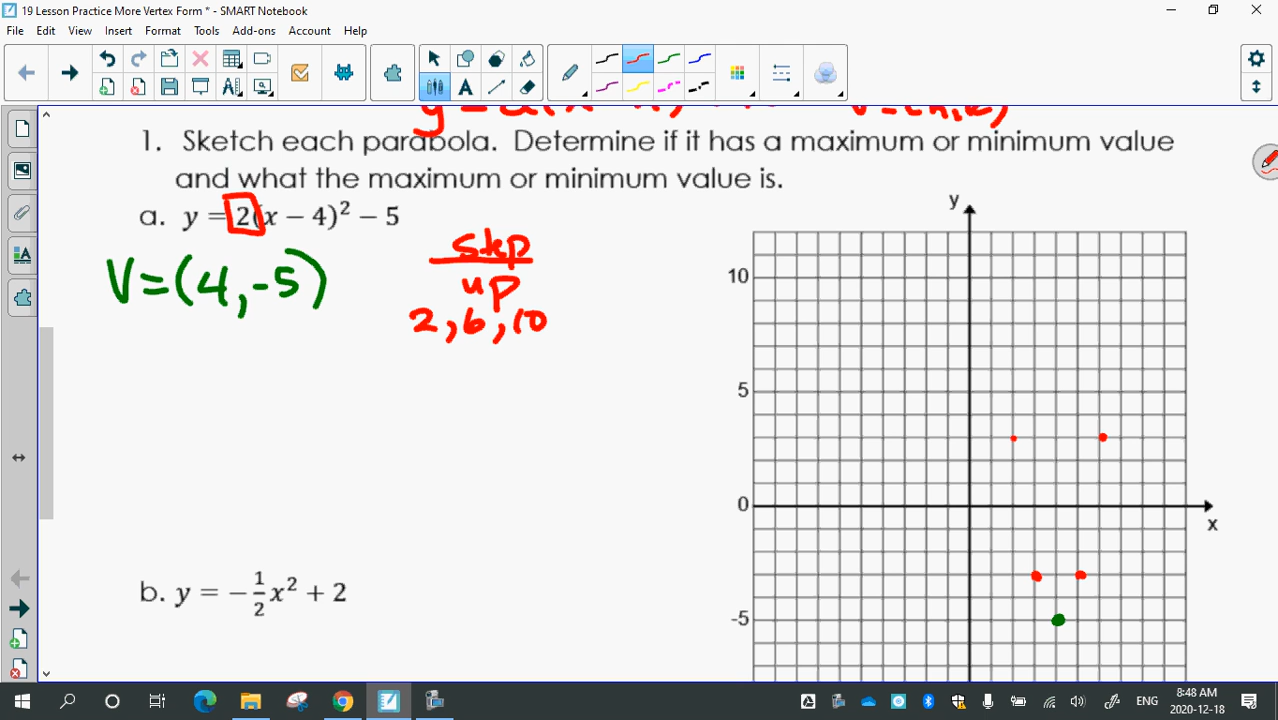 19 Lesson Practice More Vertex Form * - SMART Notebook
File Edit View Insert Format Tools Add-ons Account Help
1. Sketch each parabola. Determine if it has a maximum or minimum value
and what the maximum or minimum value is.
a. y = 2(x − 4)² − 5
V=(4,-5)
step
up
2, 6, 10
y
10
5
0
x
-5
b. y = −1/2x² + 2
ENG
8:48 AM
2020-12-18